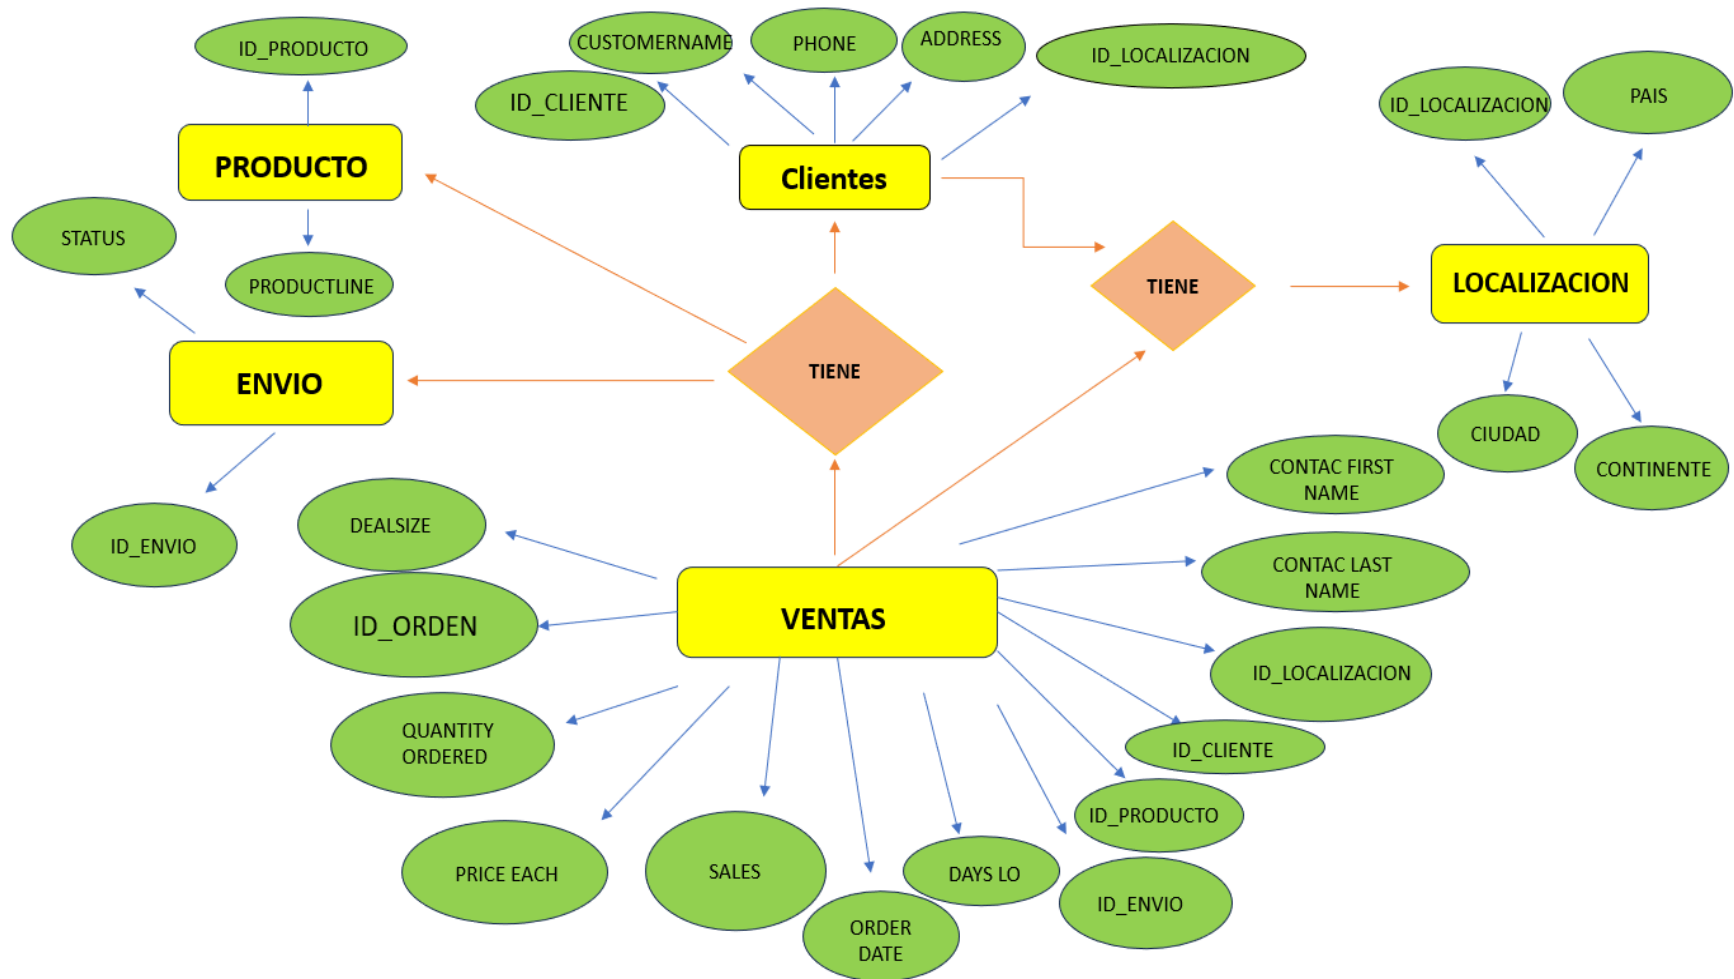 ID_PRODUCTO
CUSTOMERNAME
PHONE
ADDRESS
ID_LOCALIZACION
ID_CLIENTE
ID_LOCALIZACION
PAIS
PRODUCTO
Clientes
STATUS
PRODUCTLINE
TIENE
LOCALIZACION
ENVIO
TIENE
CIUDAD
CONTINENTE
CONTAC FIRST
NAME
ID_ENVIO
DEALSIZE
CONTAC LAST
NAME
ID_ORDEN
VENTAS
ID_LOCALIZACION
QUANTITY
ORDERED
ID_CLIENTE
ID_PRODUCTO
PRICE EACH
SALES
DAYS LO
ID_ENVIO
ORDER
DATE